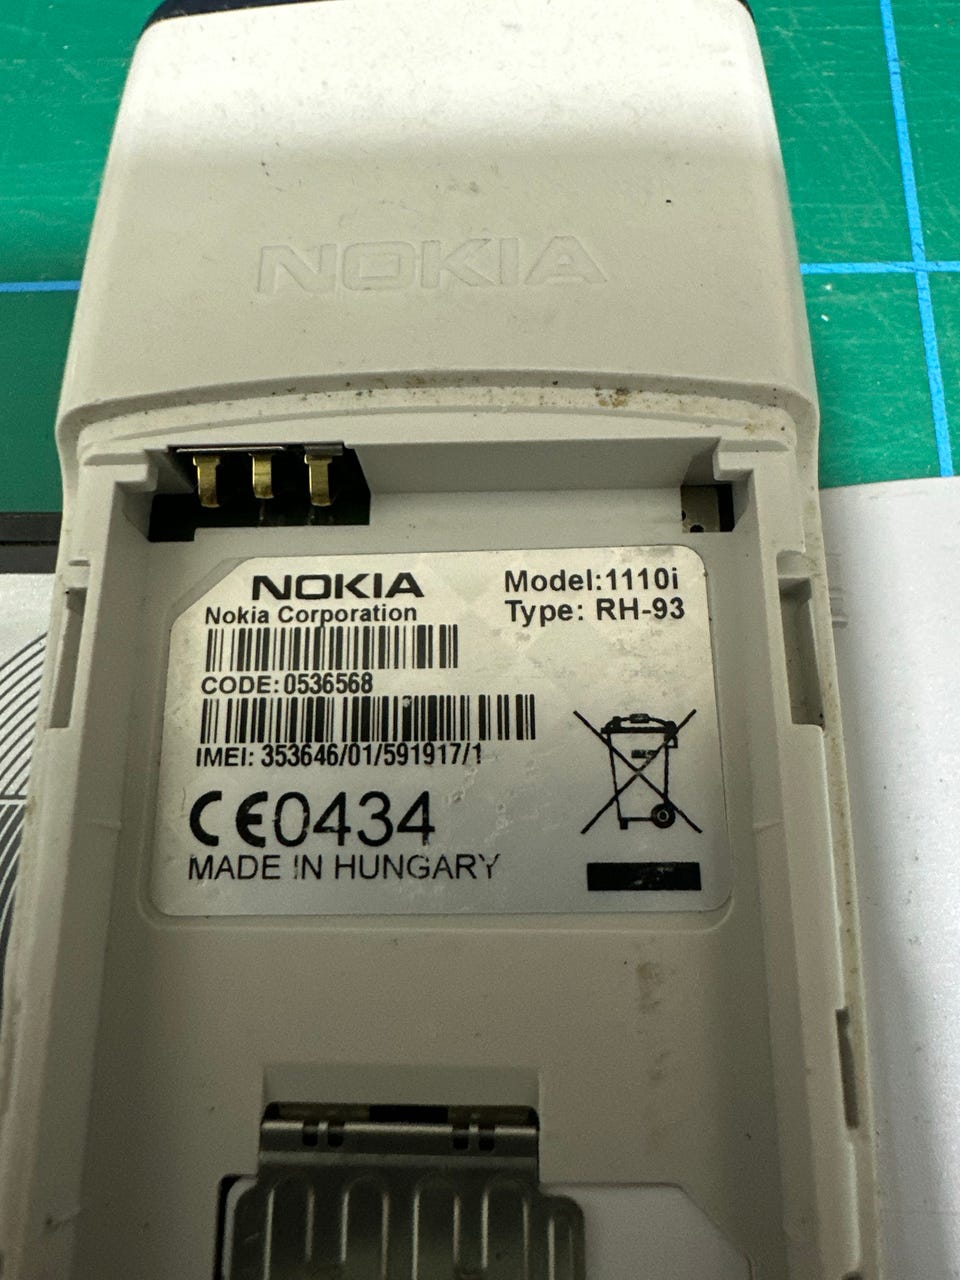 NOKIA
NOKIA
Nokia Corporation
Model:1110i
Type: RH-93
CODE: 0536568
IMEI: 353646/01/591917/1
CE0434
MADE IN HUNGARY